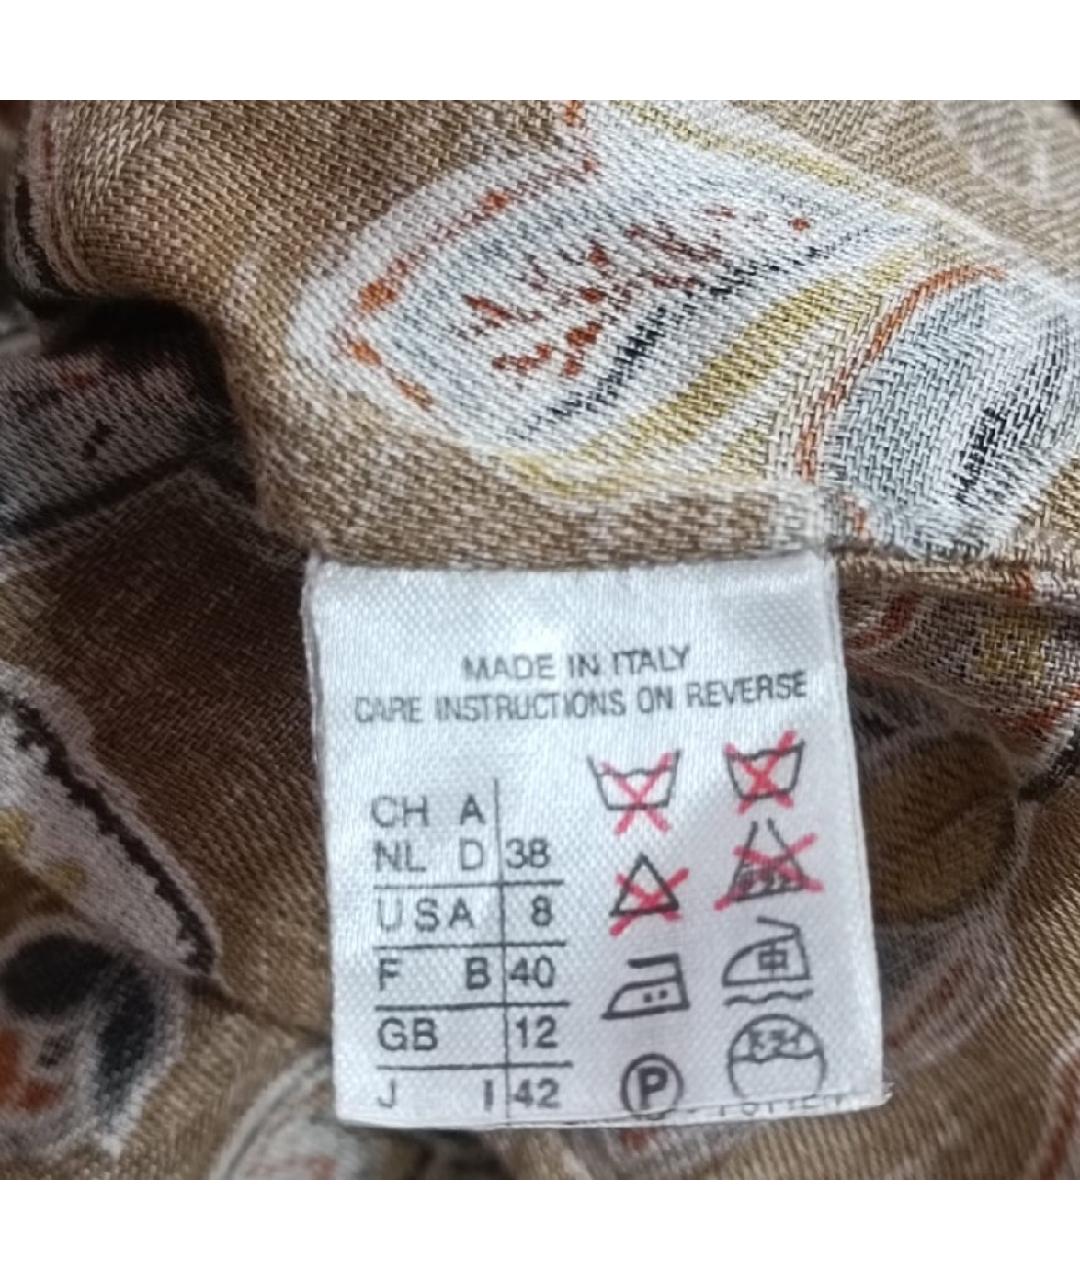 MADE IN ITALY
CARE INSTRUCTIONS ON REVERSE
CH A
NL D 38
USA 8
F B 40
GB 12
J I 42
P